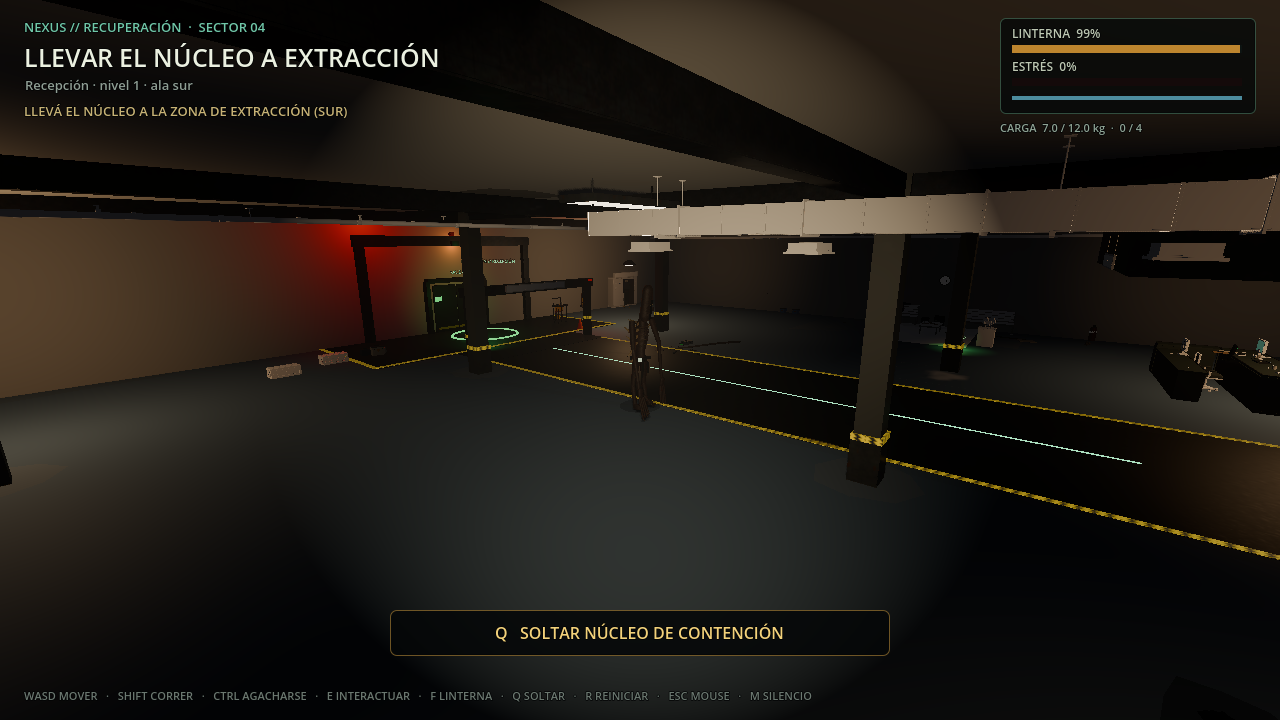 NEXUS // RECUPERACIÓN · SECTOR 04
LLEVAR EL NÚCLEO A EXTRACCIÓN
Recepción · nivel 1 · ala sur
LLEVÁ EL NÚCLEO A LA ZONA DE EXTRACCIÓN (SUR)
LINTERNA 99%
ESTRÉS 0%
CARGA 7.0 / 12.0 kg · 0 / 4
Q SOLTAR NÚCLEO DE CONTENCIÓN
WASD MOVER · SHIFT CORRER · CTRL AGACHARSE · E INTERACTUAR · F LINTERNA · Q SOLTAR · R REINICIAR · ESC MOUSE · M SILENCIO